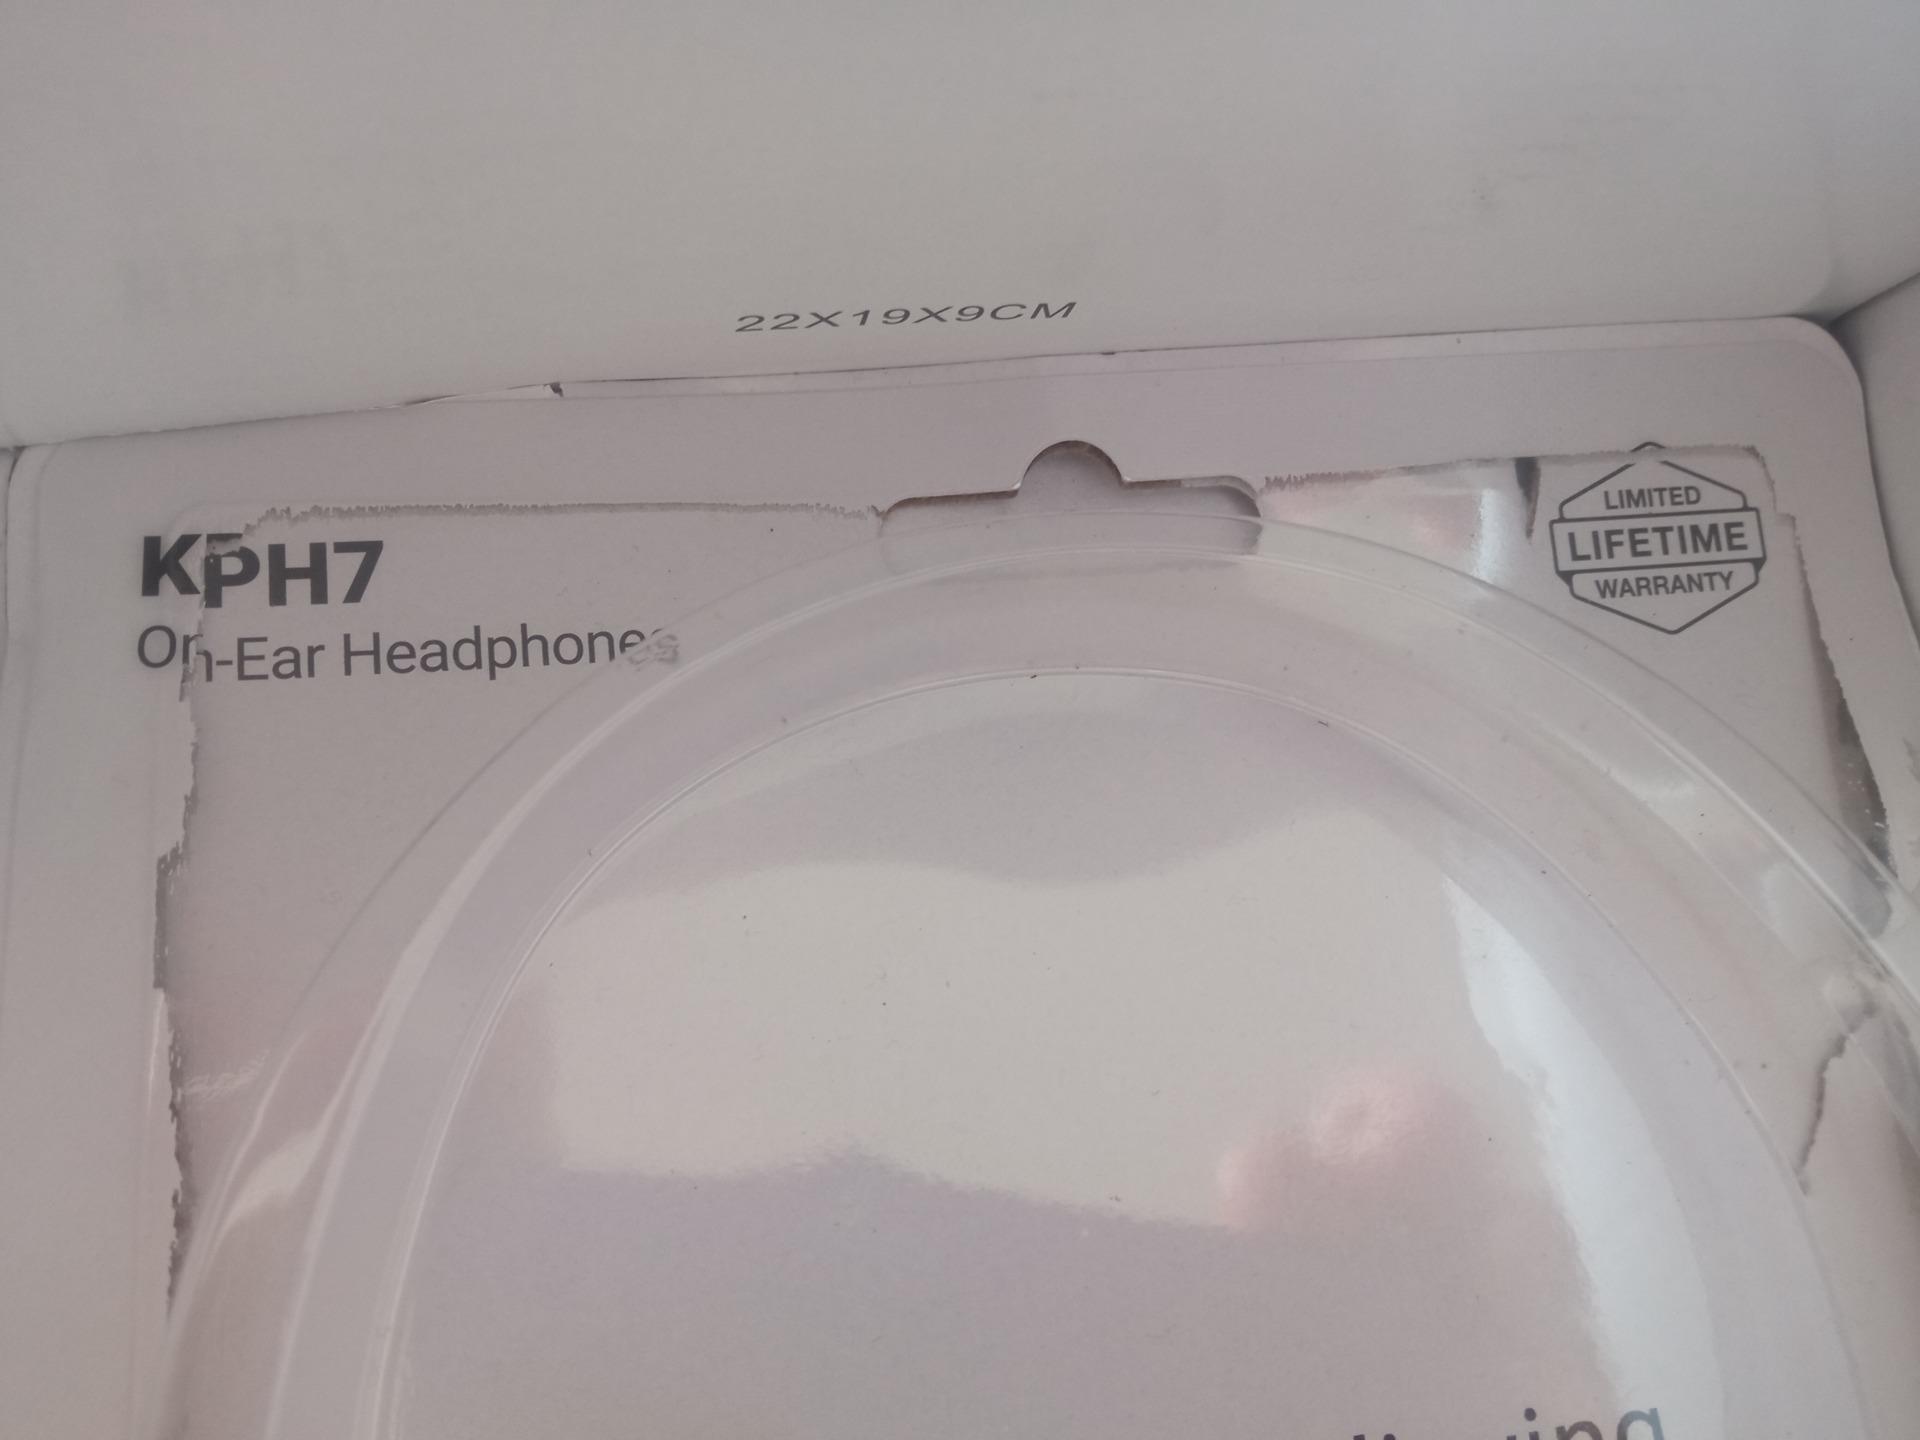 22X19X9CM
KPH7
On-Ear Headphones
LIMITED
LIFETIME
WARRANTY